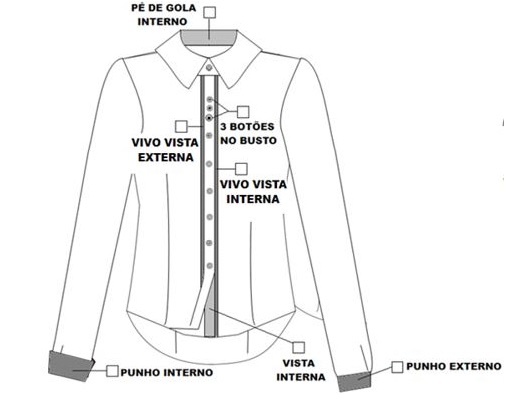 PÉ DE GOLA
INTERNO
3 BOTÕES
NO BUSTO
VIVO VISTA
EXTERNA
VIVO VISTA
INTERNA
VISTA
INTERNA
PUNHO INTERNO
PUNHO EXTERNO